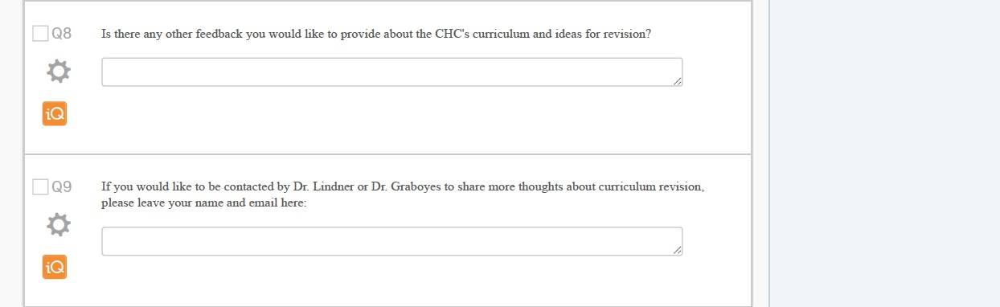 Q8 Is there any other feedback you would like to provide about the CHC's curriculum and ideas for revision?
iQ
Q9 If you would like to be contacted by Dr. Lindner or Dr. Graboyes to share more thoughts about curriculum revision,
please leave your name and email here:
iQ